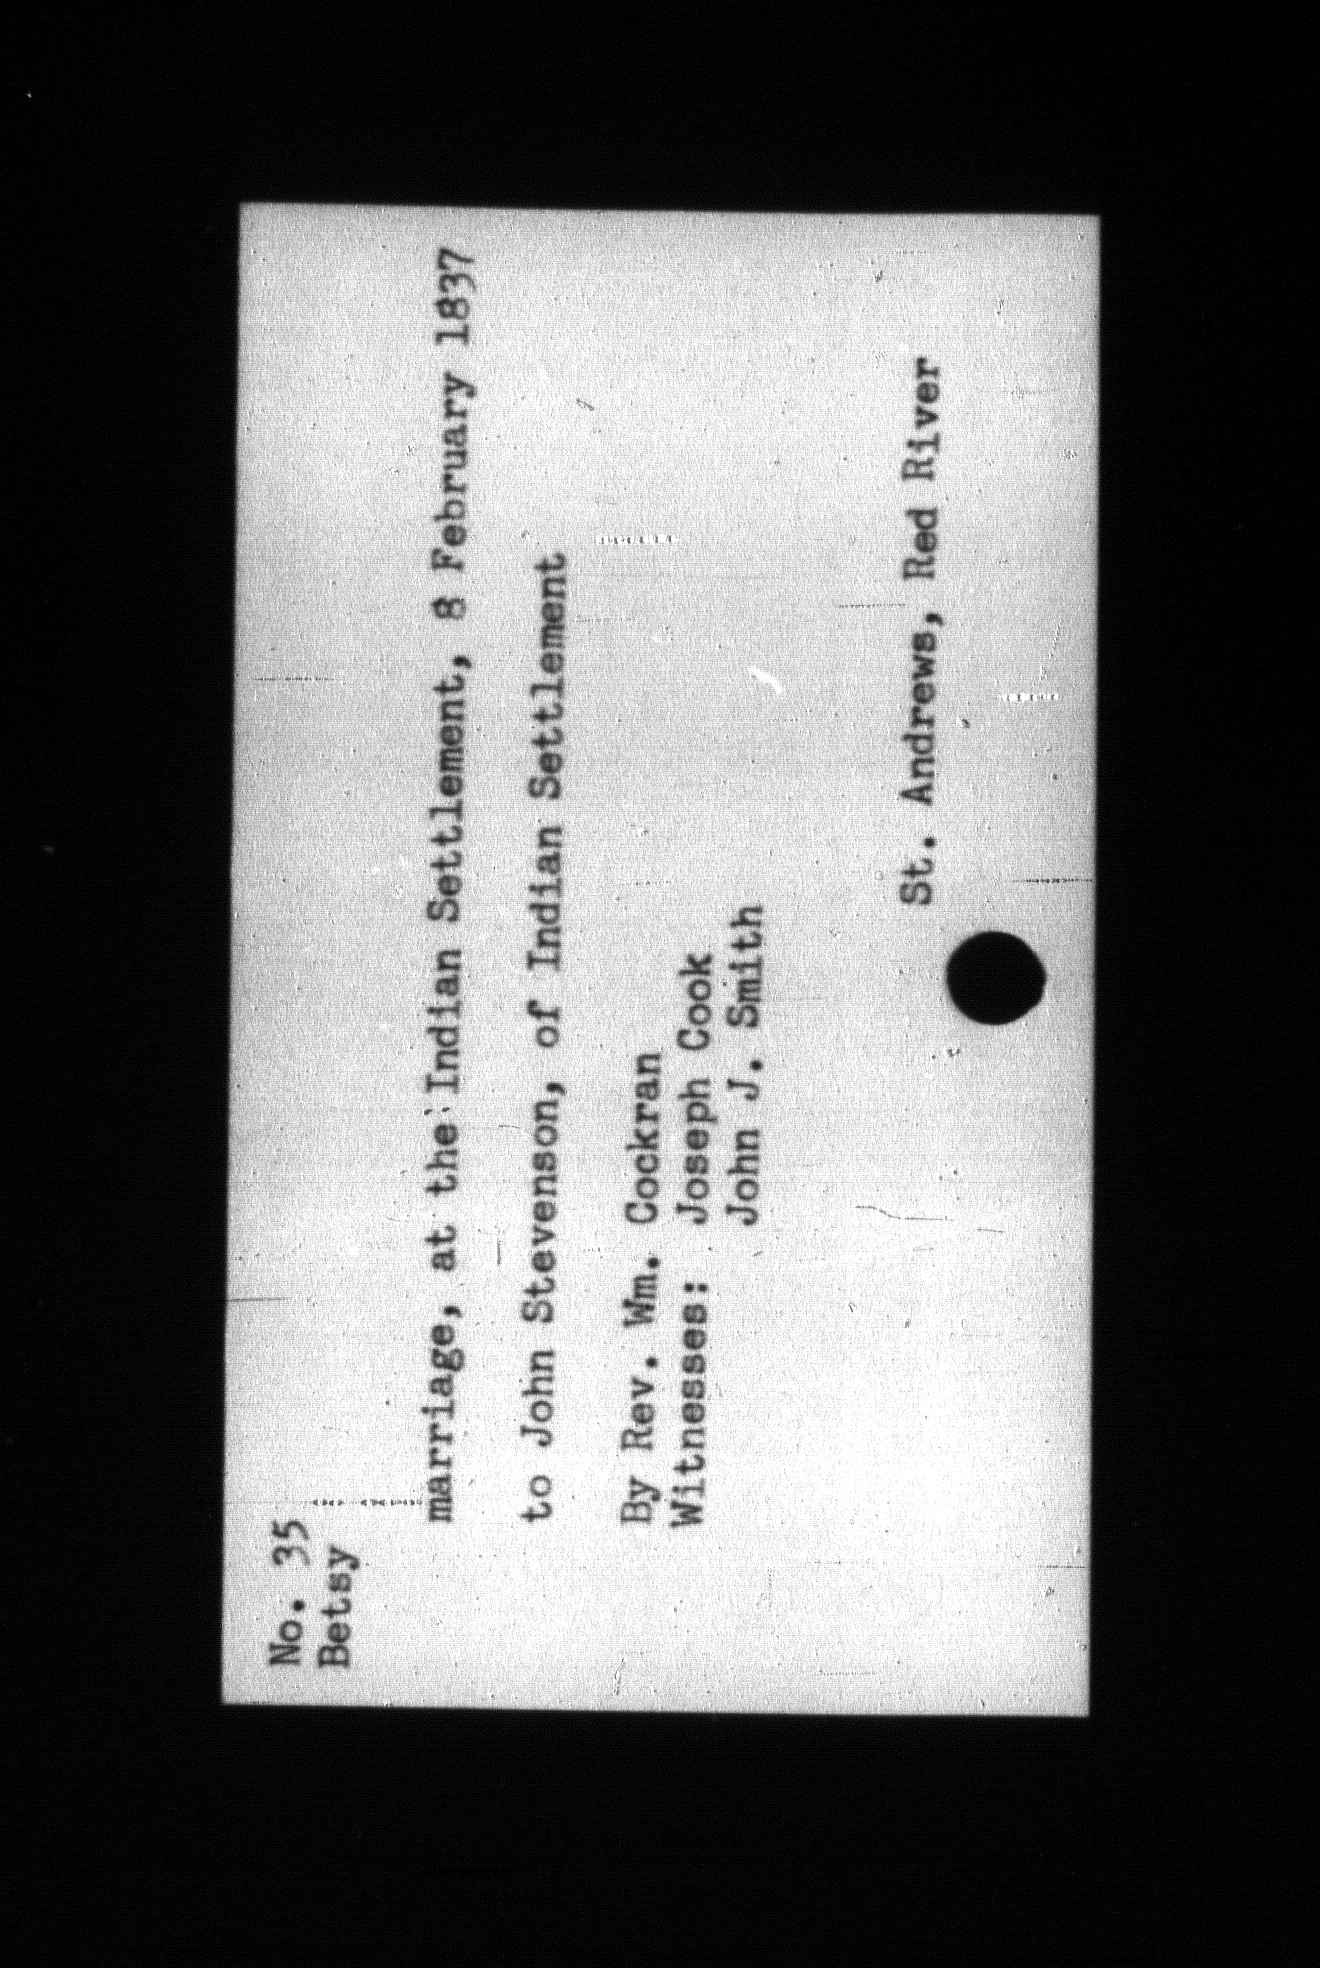 No. 35
Betsy
marriage, at the Indian Settlement, 8 February 1837
to John Stevenson, of Indian Settlement
By Rev. Wm. Cockran
Witnesses: Joseph Cook
John J. Smith
St. Andrews, Red River